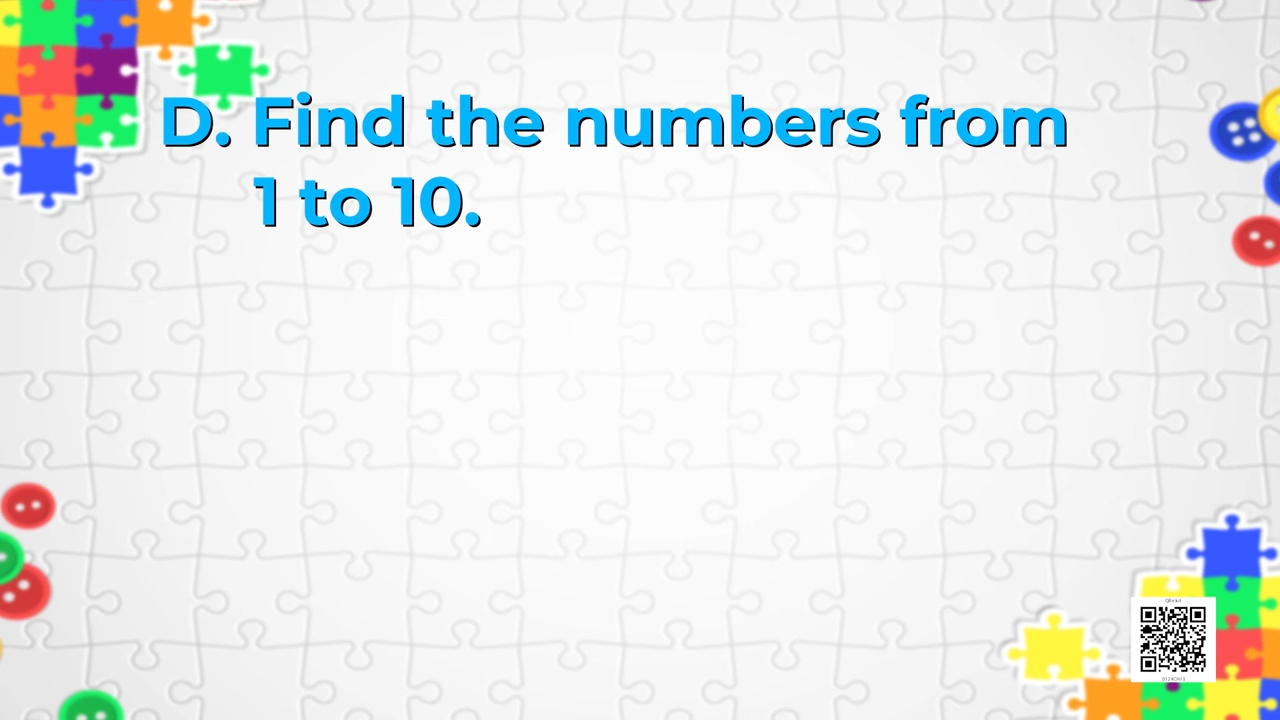 D. Find the numbers from
1 to 10.